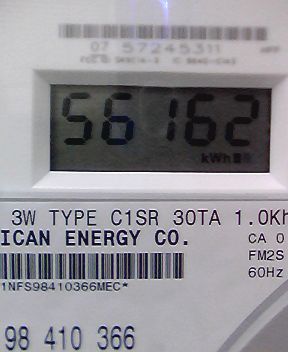 07 57245311
56162
kWh
3W TYPE C1SR 30TA 1.0Kh
ICAN ENERGY CO.
CA 0
FM2S
60Hz
1NFS98410366MEC*
98 410 366